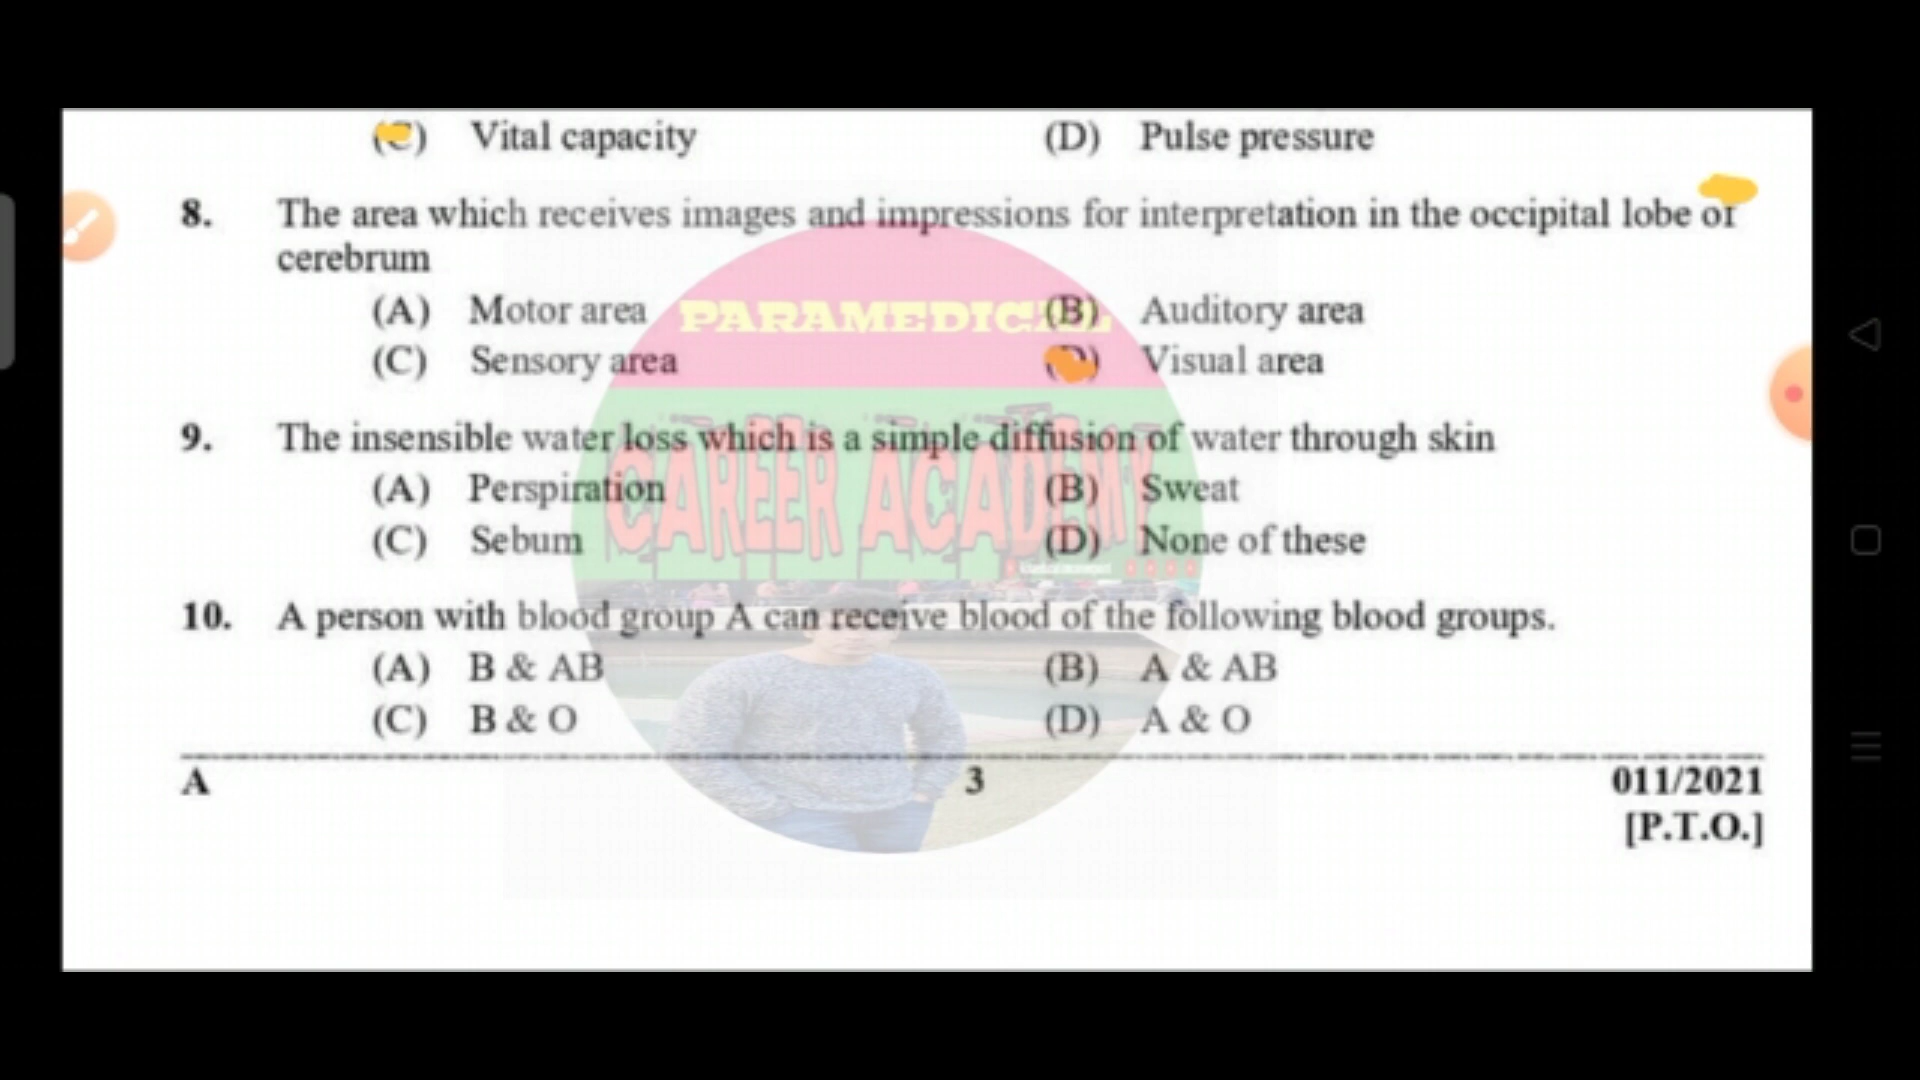 (C) Vital capacity (D) Pulse pressure
8. The area which receives images and impressions for interpretation in the occipital lobe of
cerebrum
(A) Motor area (B) Auditory area
(C) Sensory area (D) Visual area
PARAMEDICAL
9. The insensible water loss which is a simple diffusion of water through skin
(A) Perspiration (B) Sweat
CAREER ACADEMY
(C) Sebum (D) None of these
10. A person with blood group A can receive blood of the following blood groups.
(A) B & AB (B) A & AB
(C) B & O (D) A & O
A 3 011/2021
[P.T.O.]